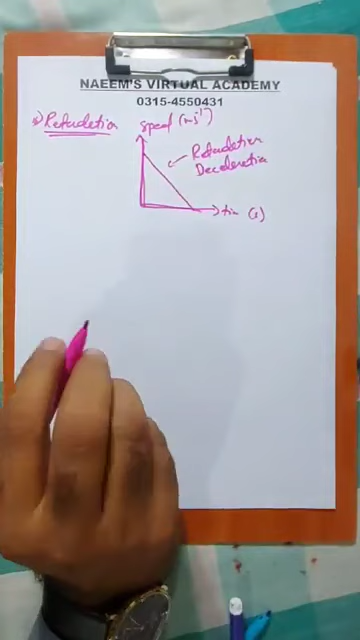 NAEEM'S VIRTUAL ACADEMY
0315-4550431
Retardation
speed (ms⁻¹)
Retardation
Deceleration
time (s)